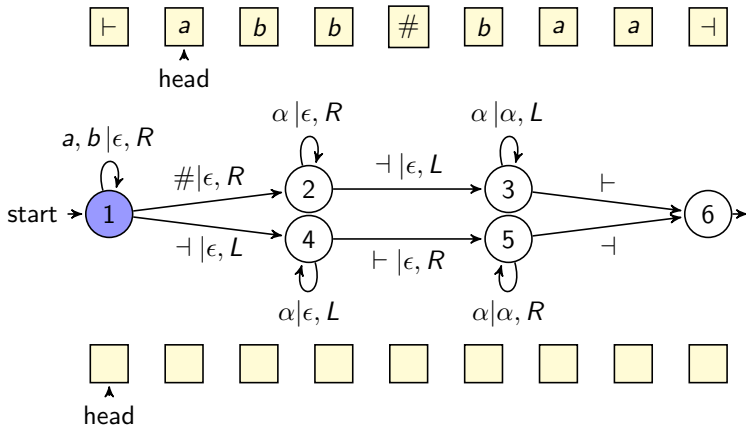 ⊢ a b b # b a a ⊣
head
a, b | ϵ, R
α | ϵ, R
α | α, L
# | ϵ, R
⊣ | ϵ, L
⊢
start 1 2 3 6
4 5
⊣ | ϵ, L
⊢ | ϵ, R
⊣
α | ϵ, L
α | α, R
head